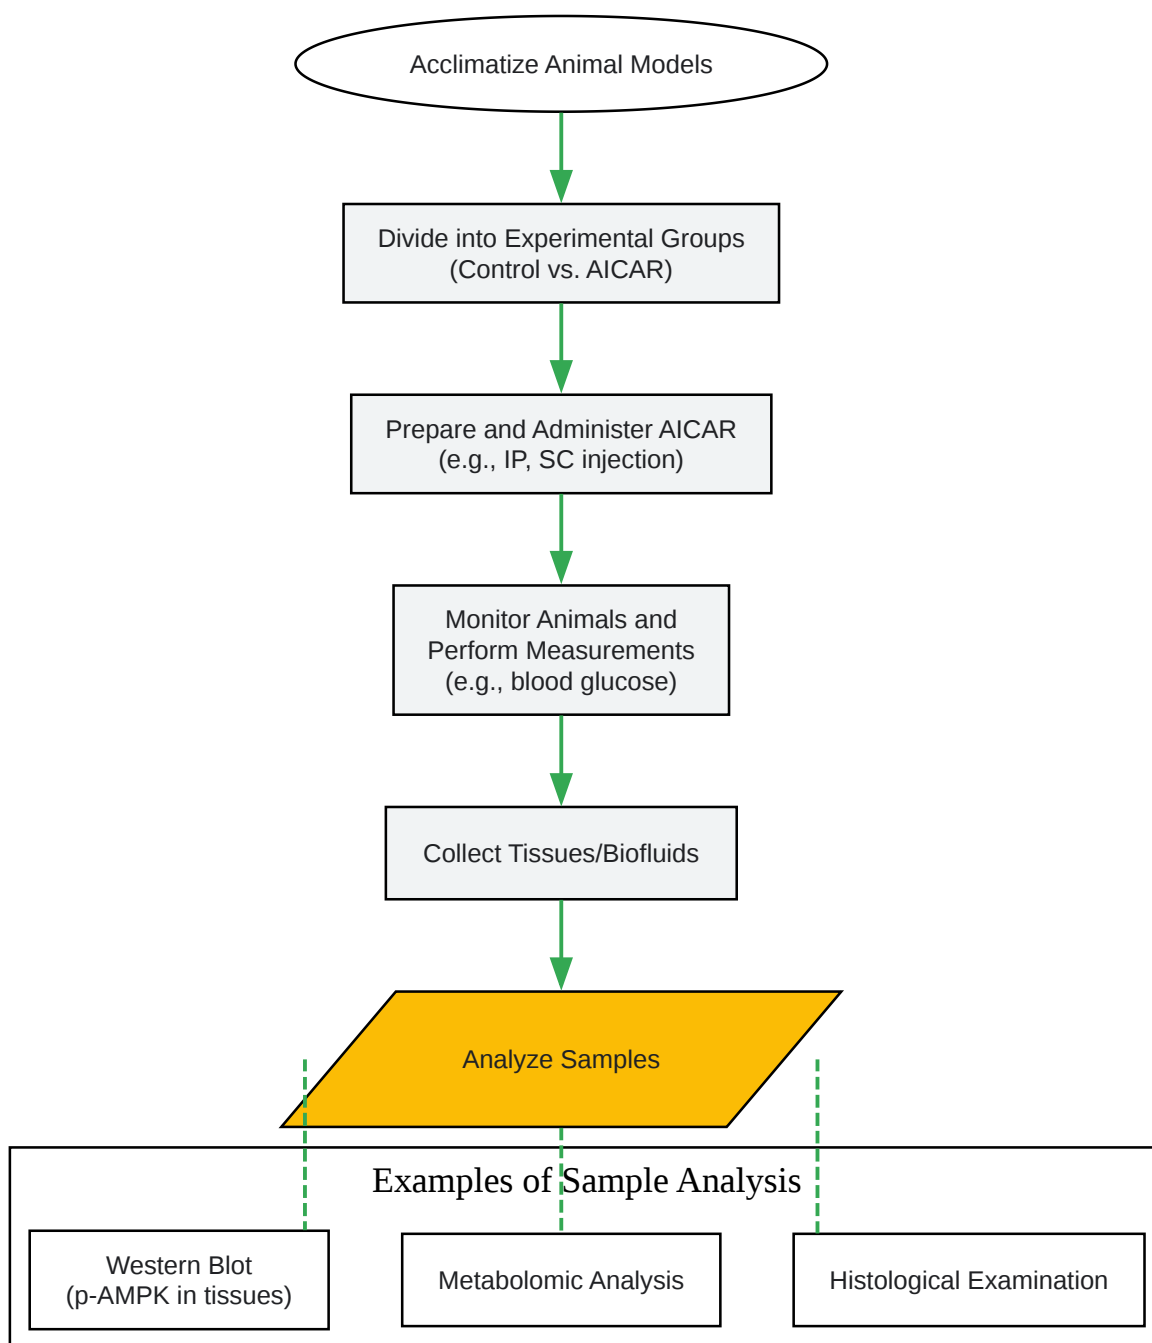 Acclimatize Animal Models
Divide into Experimental Groups
(Control vs. AICAR)
Prepare and Administer AICAR
(e.g., IP, SC injection)
Monitor Animals and
Perform Measurements
(e.g., blood glucose)
Collect Tissues/Biofluids
Analyze Samples
Examples of Sample Analysis
Western Blot
(p-AMPK in tissues)
Metabolomic Analysis
Histological Examination